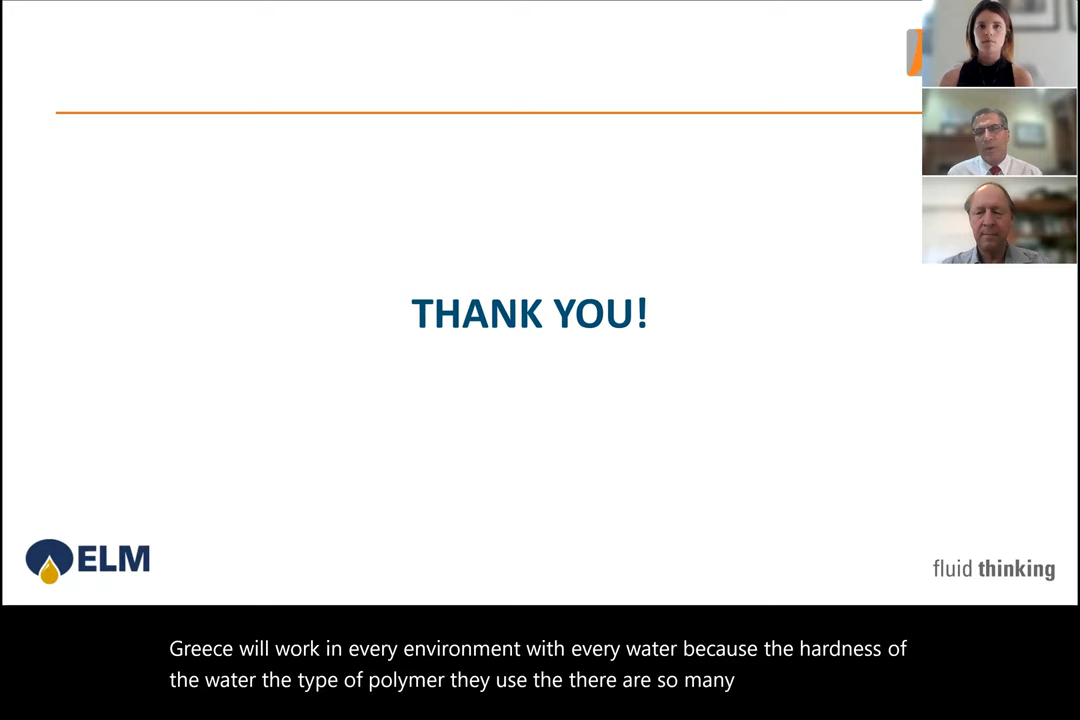 THANK YOU!
ELM
fluid thinking
Greece will work in every environment with every water because the hardness of
the water the type of polymer they use the there are so many